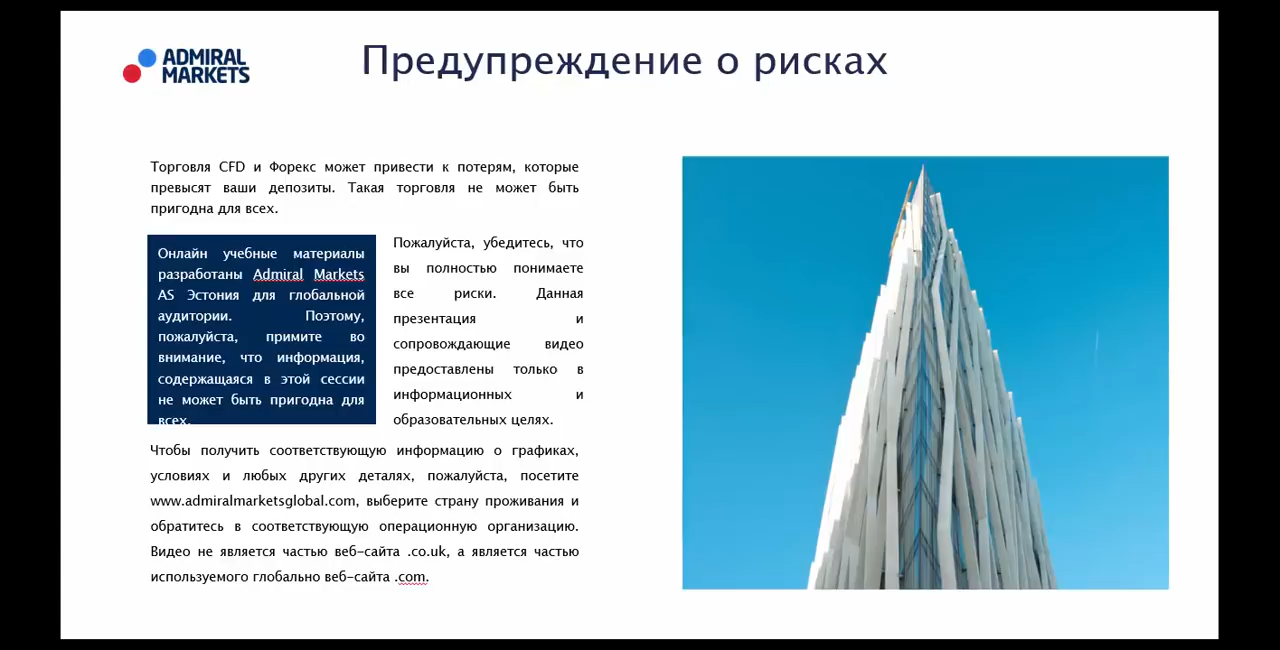 ADMIRAL
MARKETS
Предупреждение о рисках
Торговля CFD и Форекс может привести к потерям, которые
превысят ваши депозиты. Такая торговля не может быть
пригодна для всех.
Онлайн учебные материалы
разработаны Admiral Markets
AS Эстония для глобальной
аудитории. Поэтому,
пожалуйста, примите во
внимание, что информация,
содержащаяся в этой сессии
не может быть пригодна для
всех.
Пожалуйста, убедитесь, что
вы полностью понимаете
все риски. Данная
презентация и
сопровождающие видео
предоставлены только в
информационных и
образовательных целях.
Чтобы получить соответствующую информацию о графиках,
условиях и любых других деталях, пожалуйста, посетите
www.admiralmarketsglobal.com, выберите страну проживания и
обратитесь в соответствующую операционную организацию.
Видео не является частью веб-сайта .co.uk, а является частью
используемого глобально веб-сайта .com.